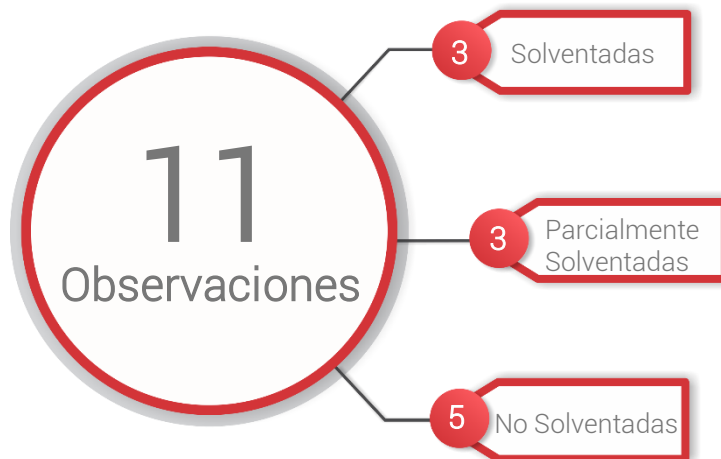 11
Observaciones
3
Solventadas
3
Parcialmente
Solventadas
5
No Solventadas